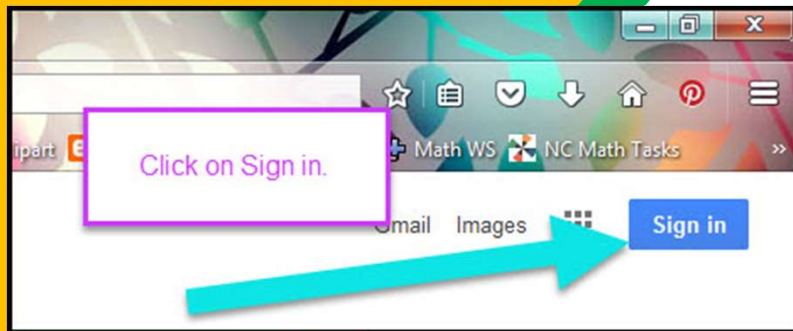 ipart
Math WS NC Math Tasks »
Click on Sign in.
Gmail Images Sign in